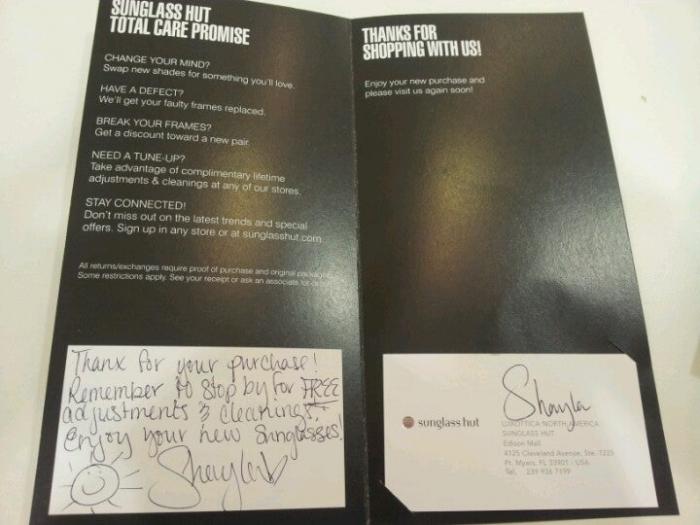 SUNGLASS HUT
TOTAL CARE PROMISE
CHANGE YOUR MIND?
Swap new shades for something you'll love.
HAVE A DEFECT?
We'll get your faulty frames replaced.
BREAK YOUR FRAMES?
Get a discount toward a new pair.
NEED A TUNE-UP?
Take advantage of complimentary lifetime
adjustments & cleanings at any of our stores.
STAY CONNECTED!
Don't miss out on the latest trends and special
offers. Sign up in any store or at sunglasshut.com
All returns/exchanges require proof of purchase and original
Some restrictions apply. See your receipt or ask an associate for
Thanx for your purchase!
Remember to stop by for FREE
adjustments & cleanings.
Enjoy your new sunglasses!
Shayla
THANKS FOR
SHOPPING WITH US!
Enjoy your new purchase and
please visit us again soon!
Shayla
sunglass hut
LUXOTTICA NORTH AMERICA
SUNGLASS HUT
Edison Mall
4125 Cleveland Avenue, Ste. 1225
Ft. Myers, FL 33901 - USA
Tel. 239 936 7199